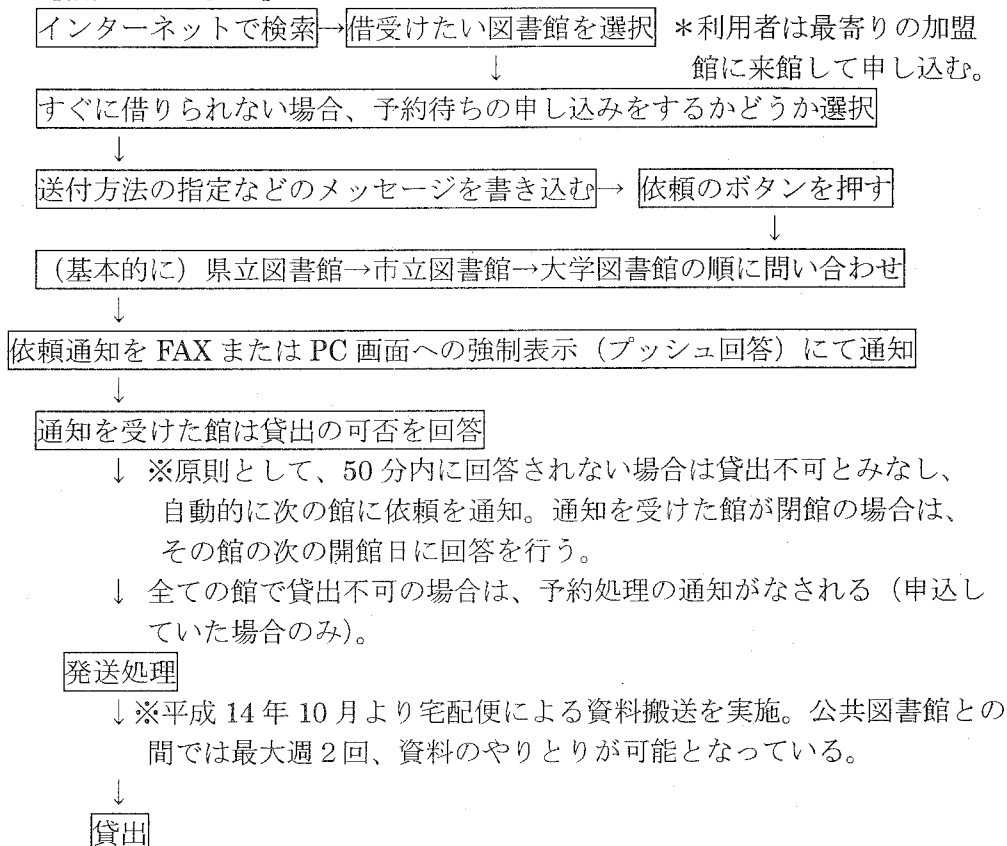 インターネットで検索→借受けたい図書館を選択 *利用者は最寄りの加盟
↓ 館に来館して申し込む。
すぐに借りられない場合、予約待ちの申し込みをするかどうか選択
↓
送付方法の指定などのメッセージを書き込む→ 依頼のボタンを押す
↓
(基本的に)県立図書館→市立図書館→大学図書館の順に問い合わせ
↓
依頼通知を FAX または PC 画面への強制表示(プッシュ回答)にて通知
↓
通知を受けた館は貸出の可否を回答
↓ ※原則として、50 分内に回答されない場合は貸出不可とみなし、
自動的に次の館に依頼を通知。通知を受けた館が閉館の場合は、
その館の次の開館日に回答を行う。
↓ 全ての館で貸出不可の場合は、予約処理の通知がなされる(申込し
ていた場合のみ)。
発送処理
↓※平成 14 年 10 月より宅配便による資料搬送を実施。公共図書館との
間では最大週 2 回、資料のやりとりが可能となっている。
↓
貸出